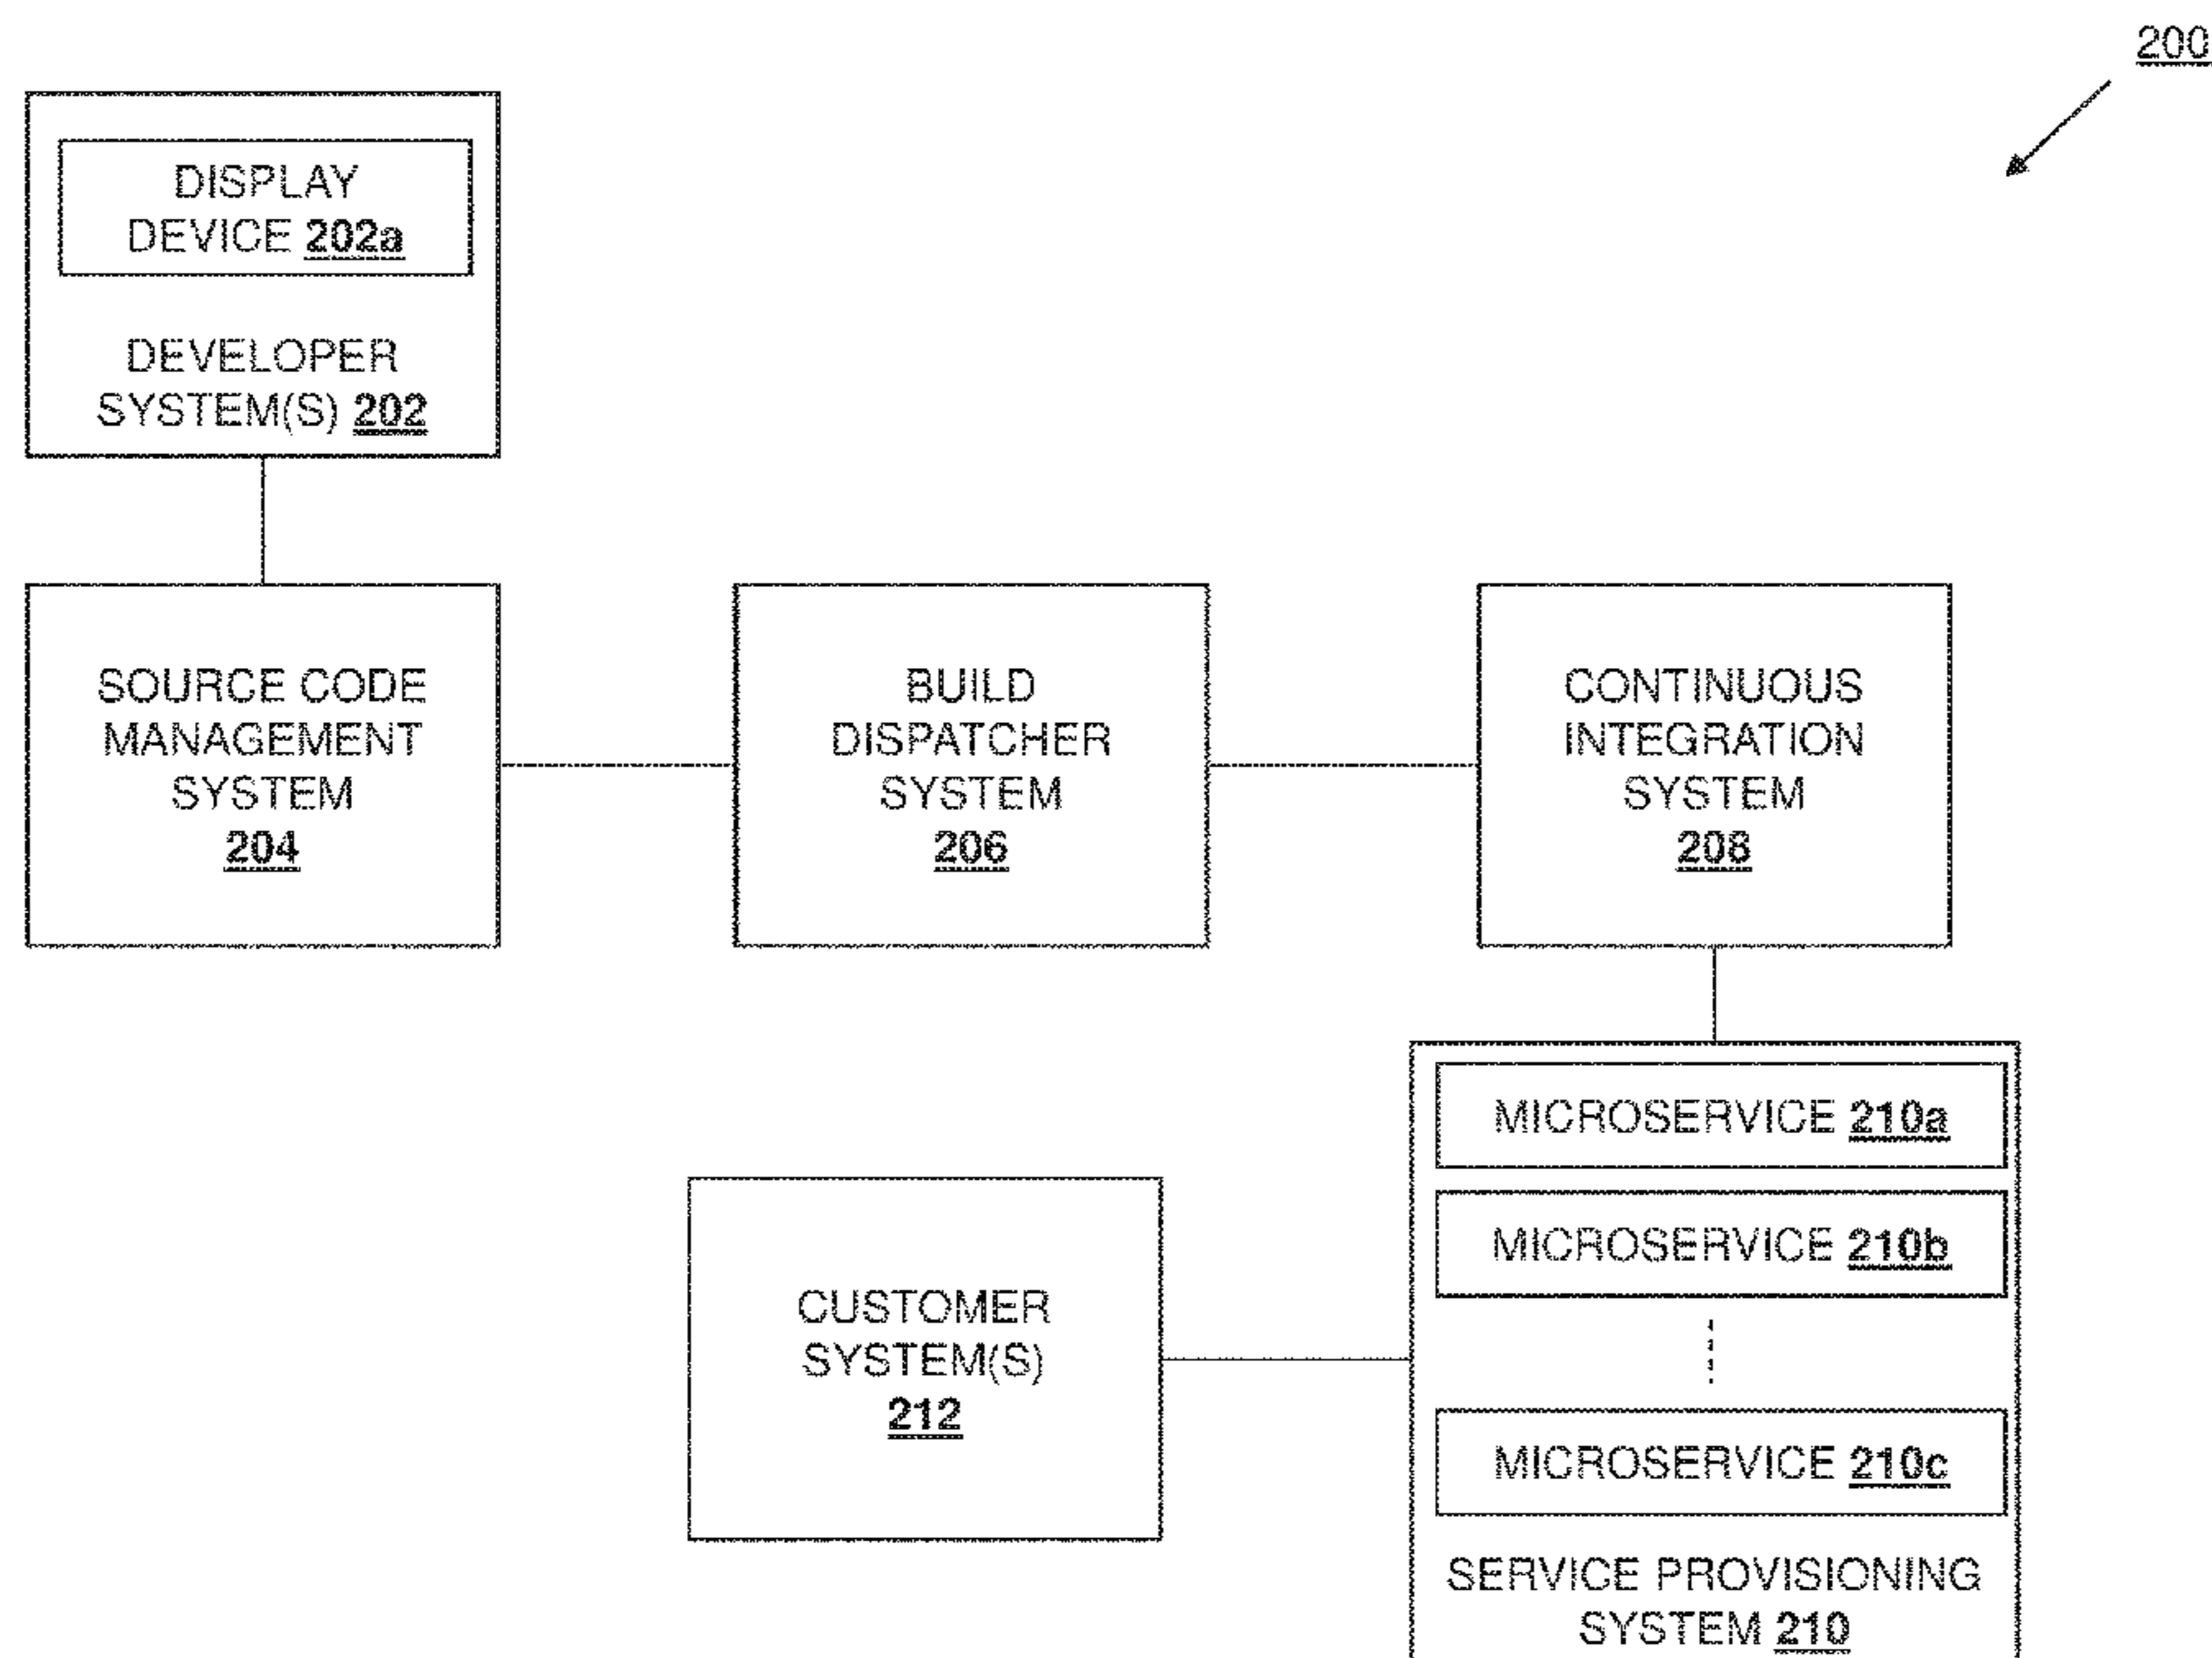 200
DISPLAY
DEVICE 202a
DEVELOPER
SYSTEM(S) 202
SOURCE CODE
MANAGEMENT
SYSTEM
204
BUILD
DISPATCHER
SYSTEM
206
CONTINUOUS
INTEGRATION
SYSTEM
208
MICROSERVICE 210a
MICROSERVICE 210b
MICROSERVICE 210c
SERVICE PROVISIONING
SYSTEM 210
CUSTOMER
SYSTEM(S)
212